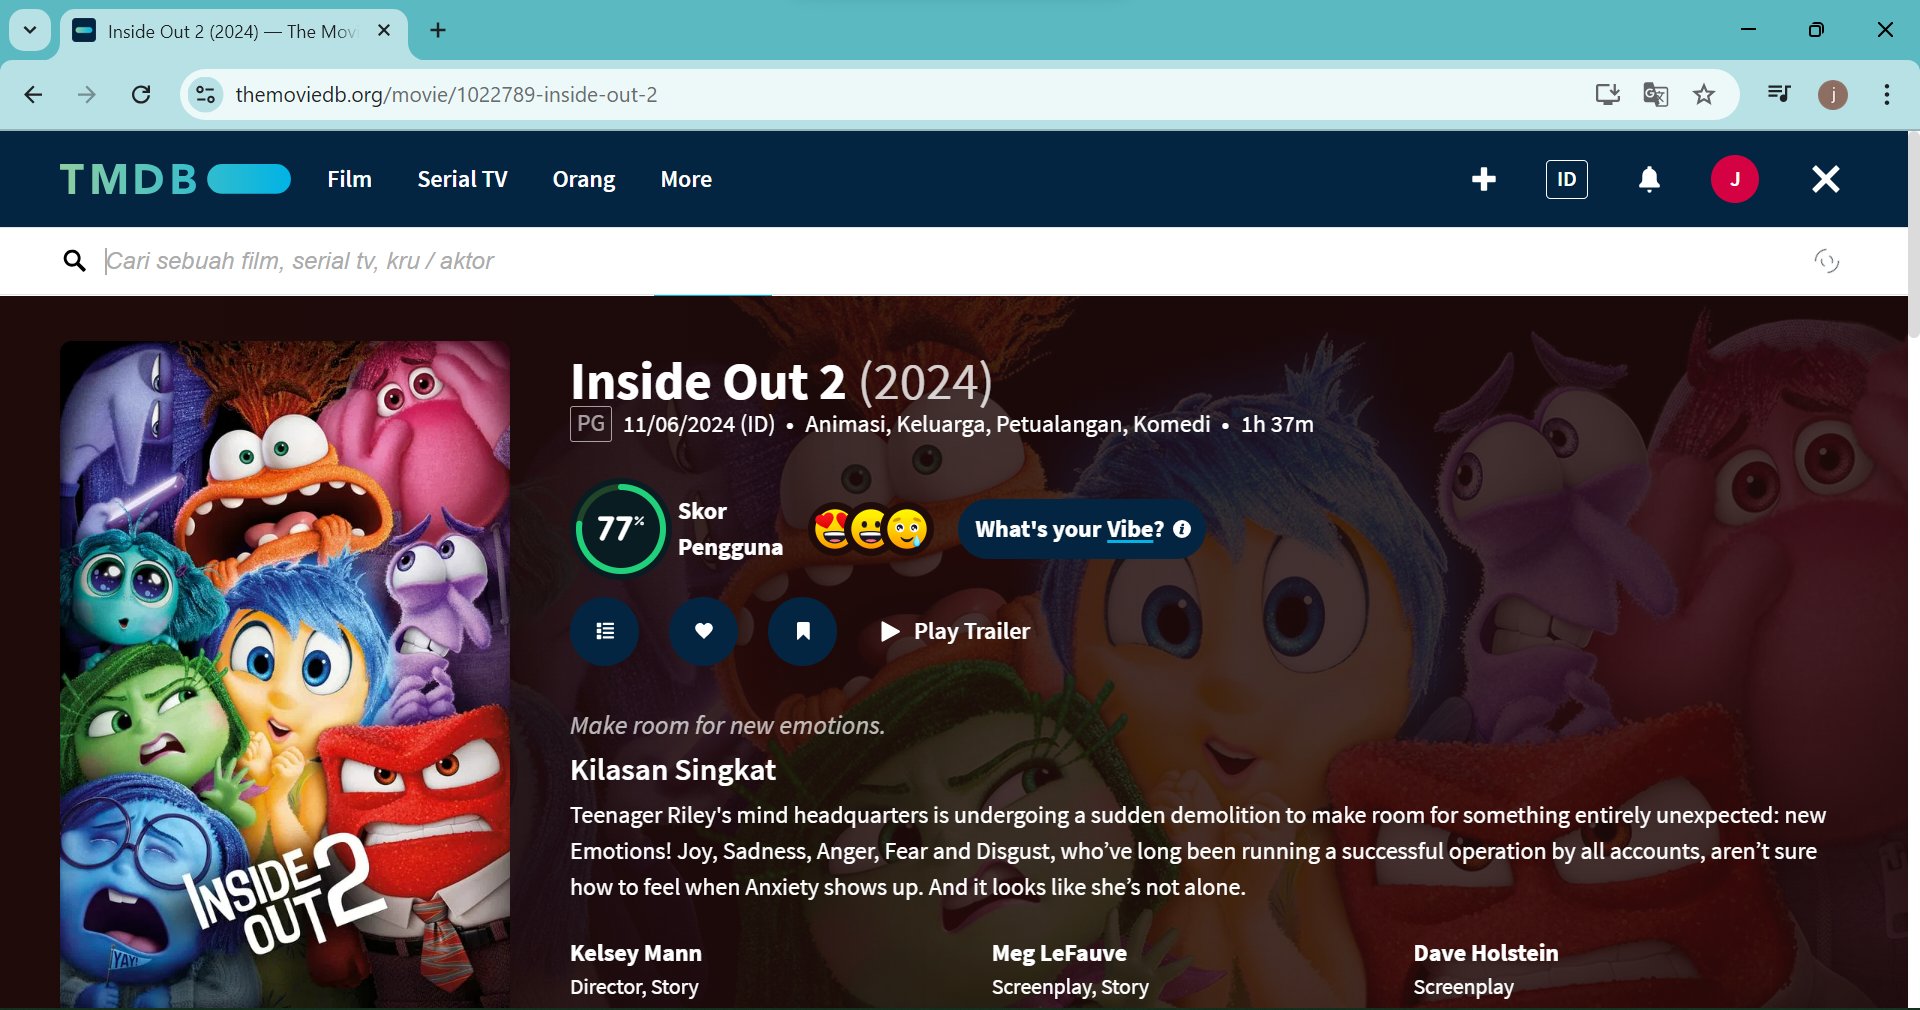 Inside Out 2 (2024) — The Mov
themoviedb.org/movie/1022789-inside-out-2
j
TMDB
Film
Serial TV
Orang
More
ID
J
Cari sebuah film, serial tv, kru / aktor
Inside Out 2 (2024)
PG 11/06/2024 (ID) • Animasi, Keluarga, Petualangan, Komedi • 1h 37m
77%
Skor
Pengguna
What's your Vibe?
Play Trailer
Make room for new emotions.
Kilasan Singkat
Teenager Riley's mind headquarters is undergoing a sudden demolition to make room for something entirely unexpected: new
Emotions! Joy, Sadness, Anger, Fear and Disgust, who’ve long been running a successful operation by all accounts, aren’t sure
how to feel when Anxiety shows up. And it looks like she’s not alone.
Kelsey Mann
Director, Story
Meg LeFauve
Screenplay, Story
Dave Holstein
Screenplay
INSIDE
OUT 2
YAY!